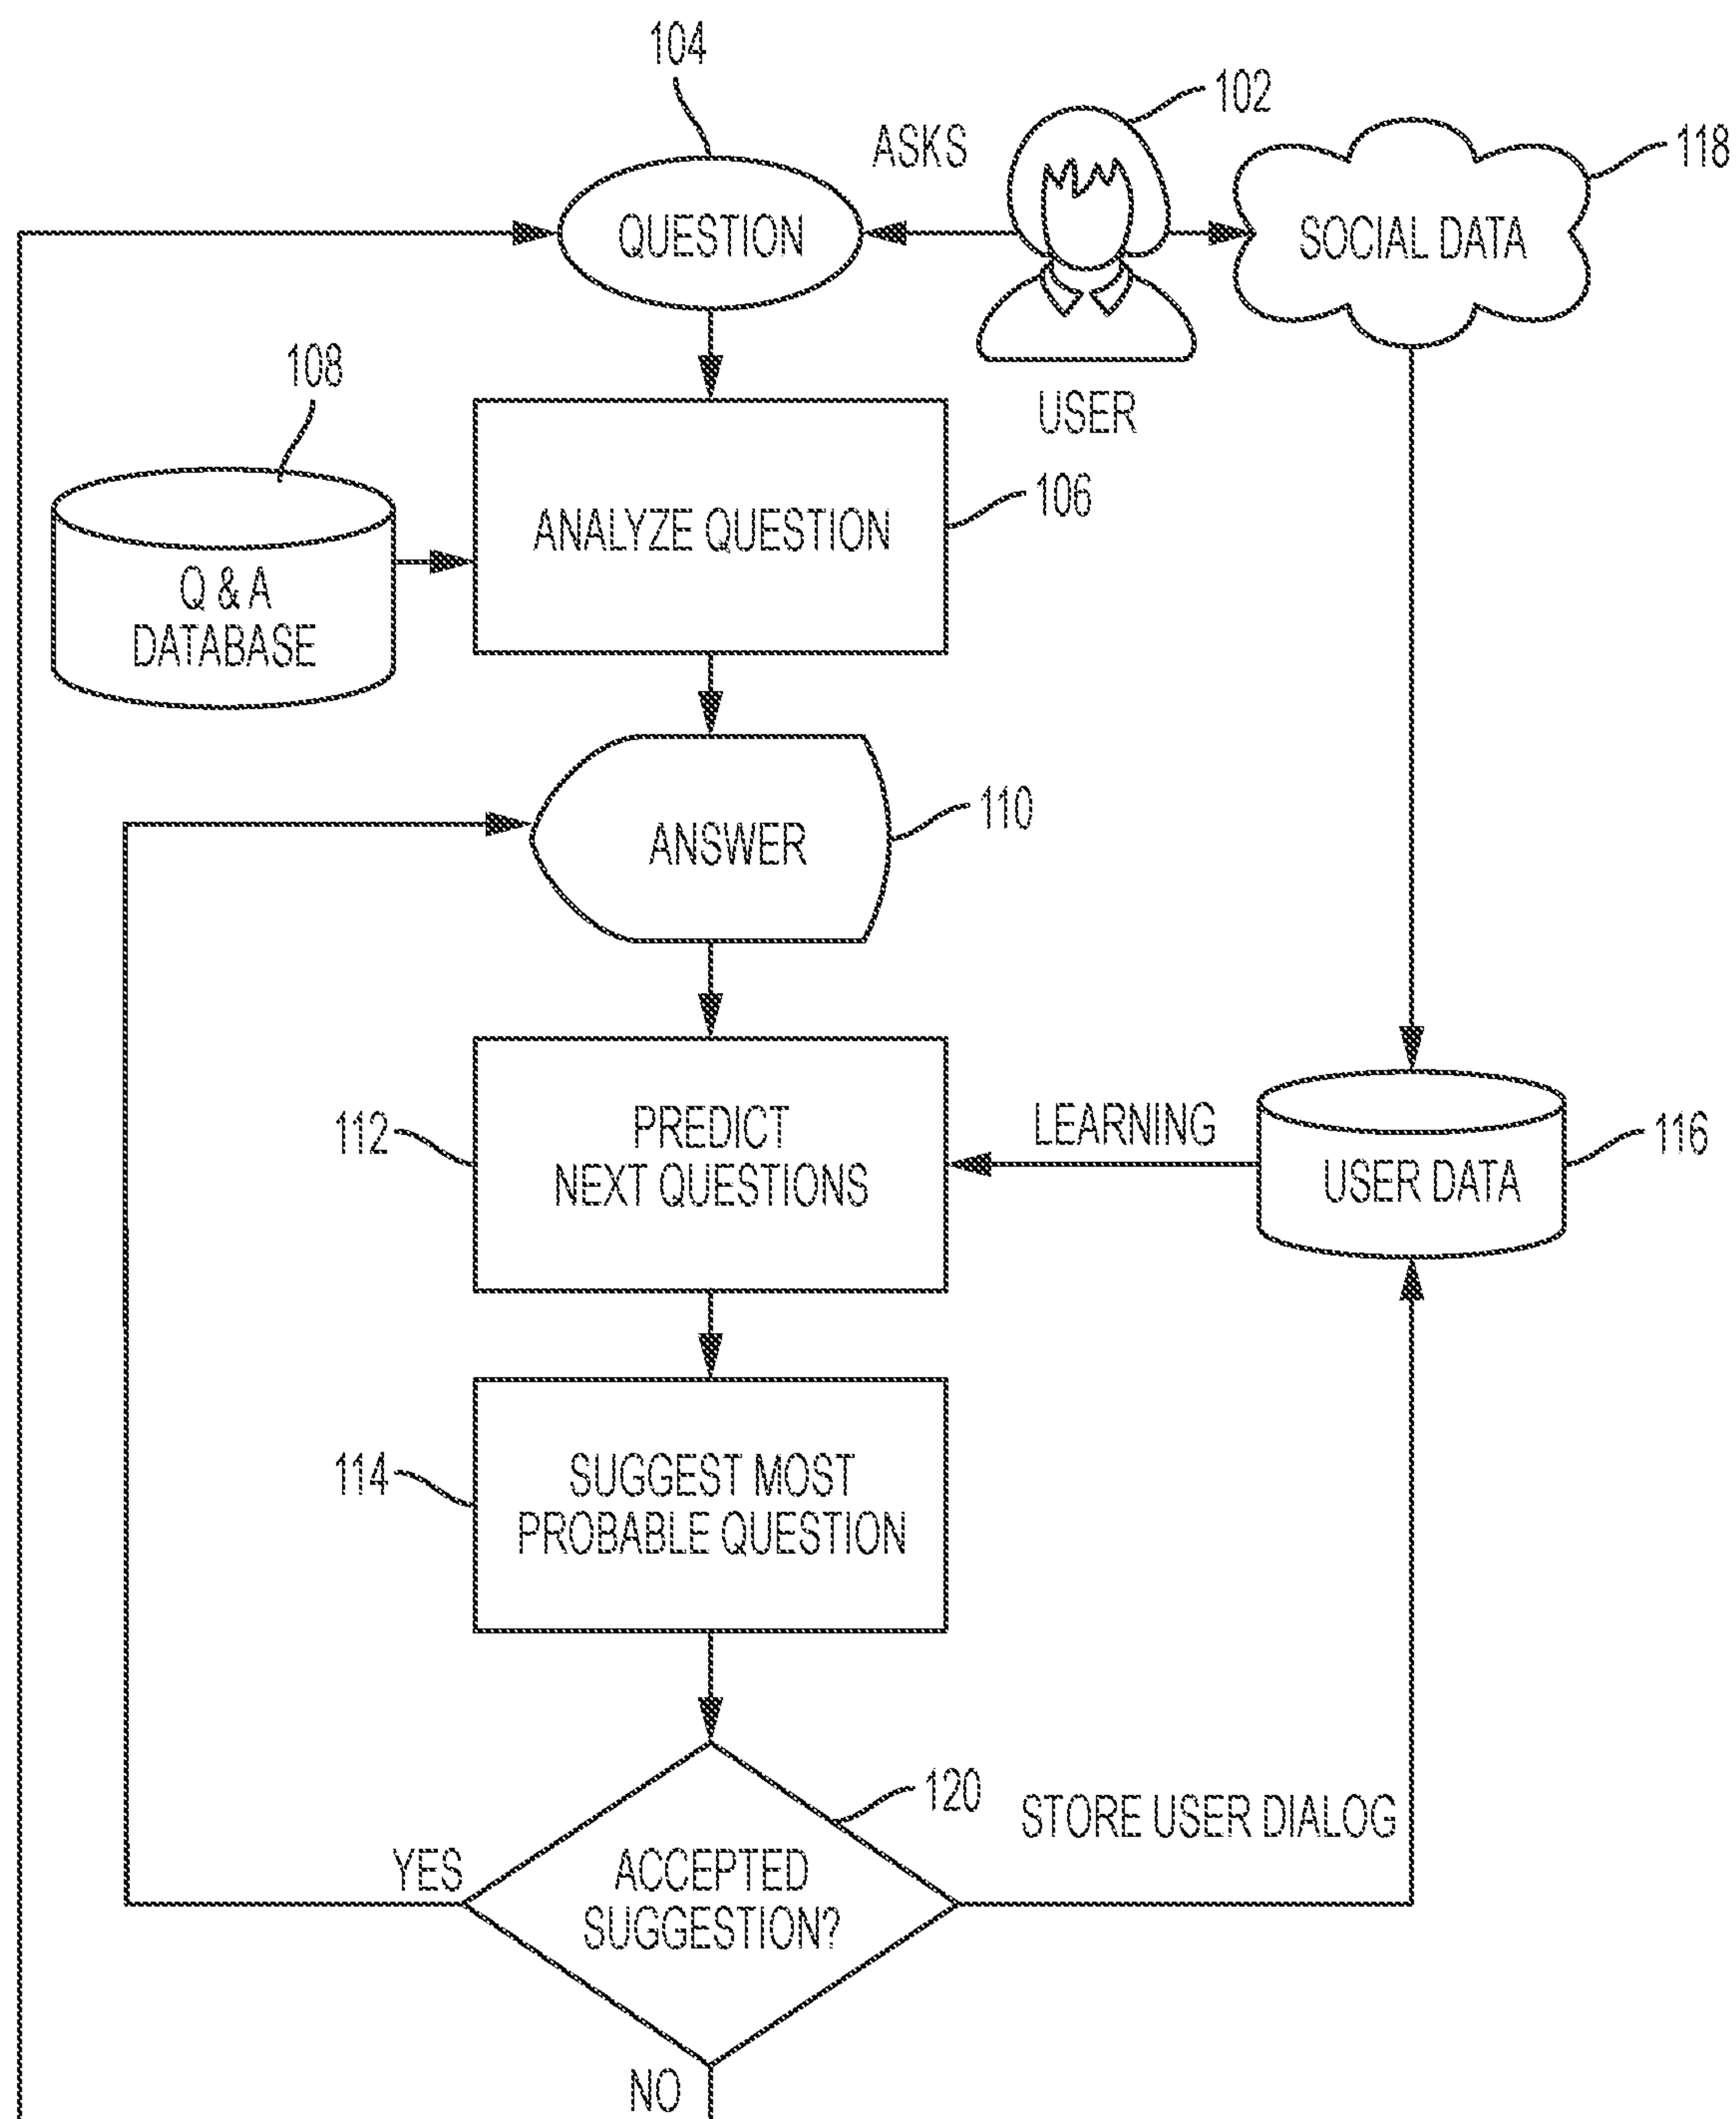 104
102
ASKS
118
QUESTION
SOCIAL DATA
108
USER
106
ANALYZE QUESTION
Q & A
DATABASE
110
ANSWER
112
PREDICT
NEXT QUESTIONS
LEARNING
116
USER DATA
114
SUGGEST MOST
PROBABLE QUESTION
120
STORE USER DIALOG
YES
ACCEPTED
SUGGESTION?
NO